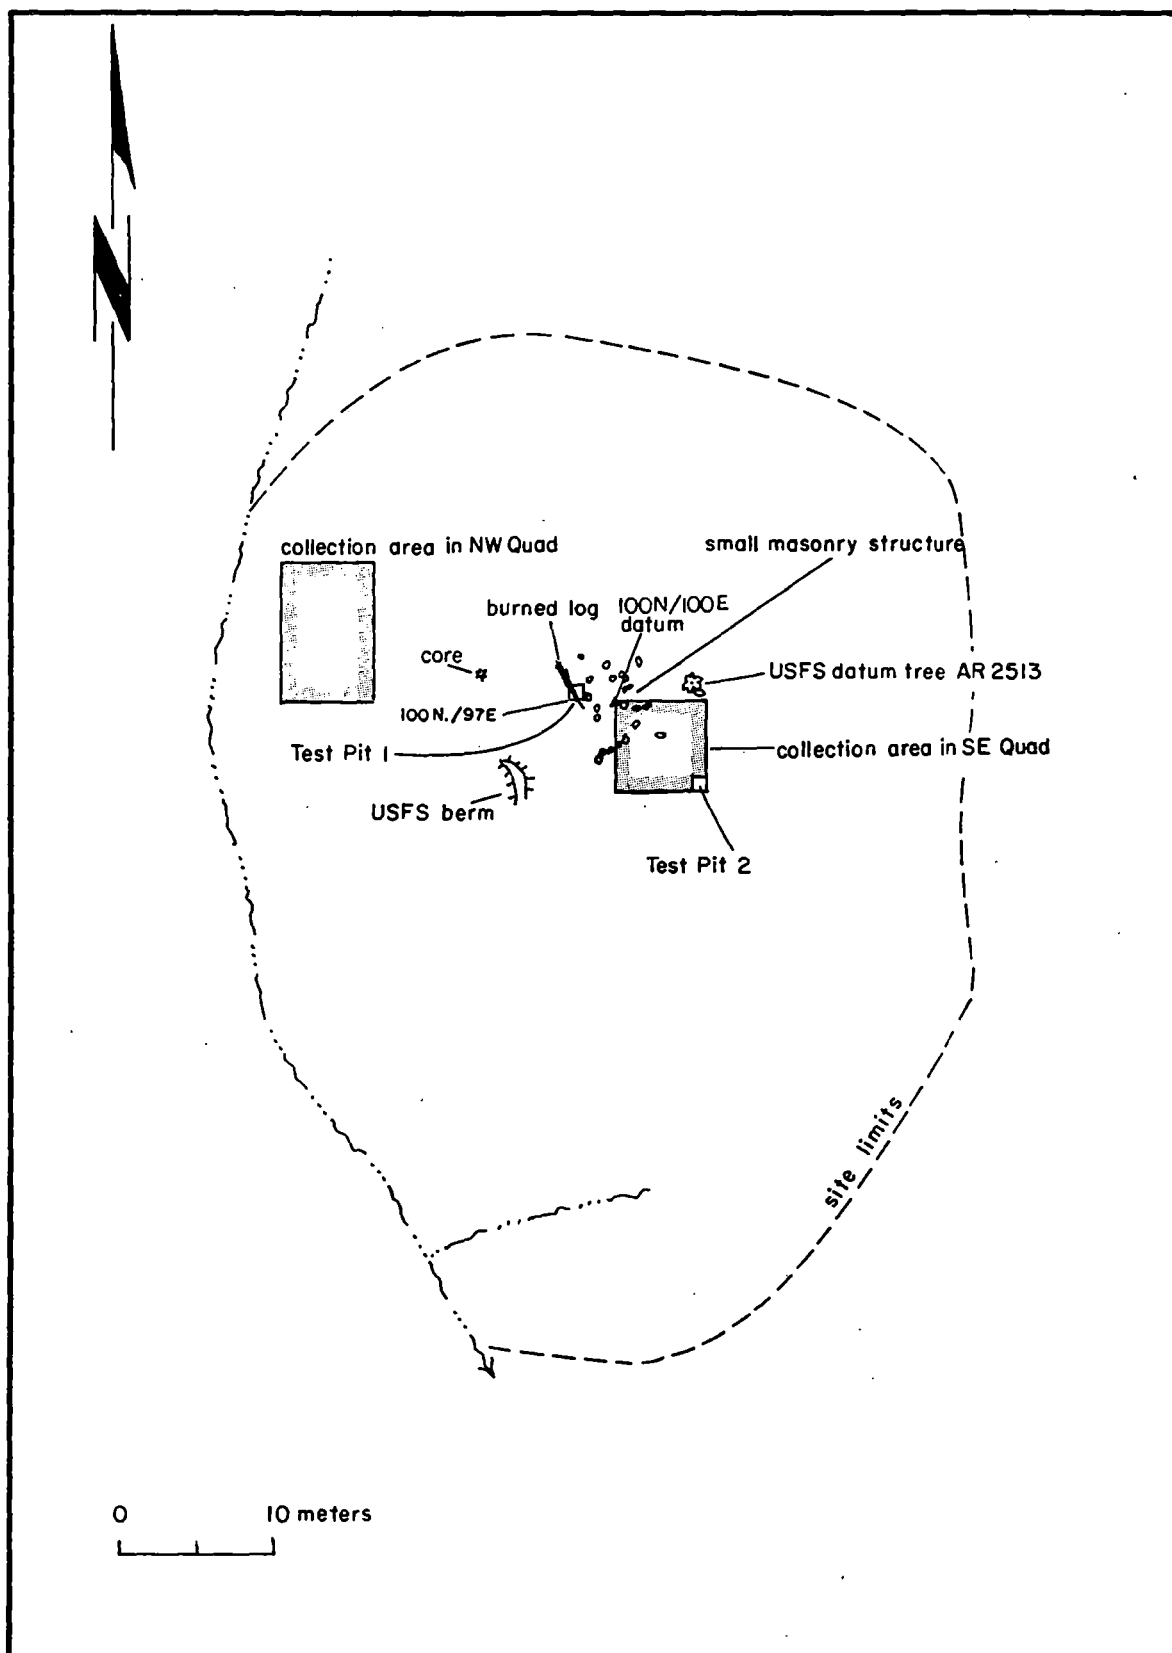 N
collection area in NW Quad
small masonry structure
burned log
100N/100E
datum
core
USFS datum tree AR 2513
100N./97E
Test Pit 1
collection area in SE Quad
USFS berm
Test Pit 2
site limits
0 10 meters